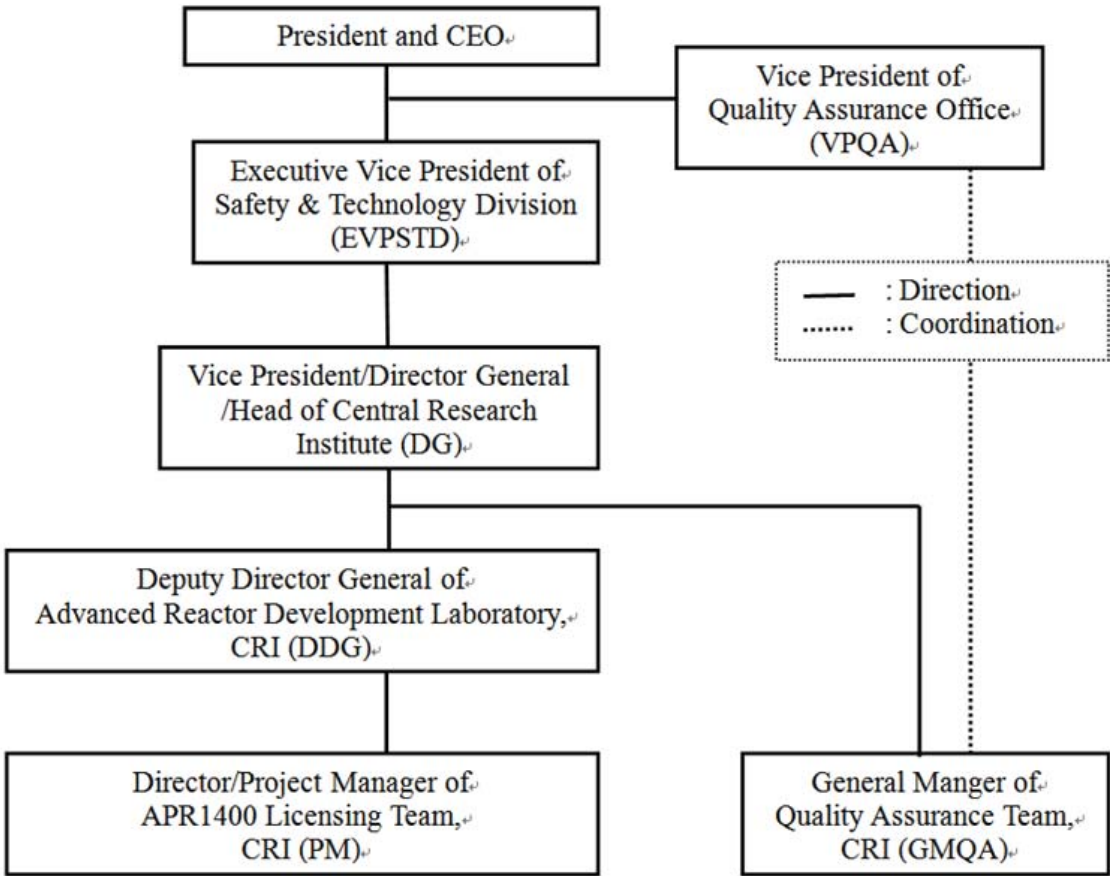 President and CEO
Vice President of
Quality Assurance Office
(VPQA)
Executive Vice President of
Safety & Technology Division
(EVPSTD)
: Direction
: Coordination
Vice President/Director General
/Head of Central Research
Institute (DG)
Deputy Director General of
Advanced Reactor Development Laboratory,
CRI (DDG)
Director/Project Manager of
APR1400 Licensing Team,
CRI (PM)
General Manger of
Quality Assurance Team,
CRI (GMQA)